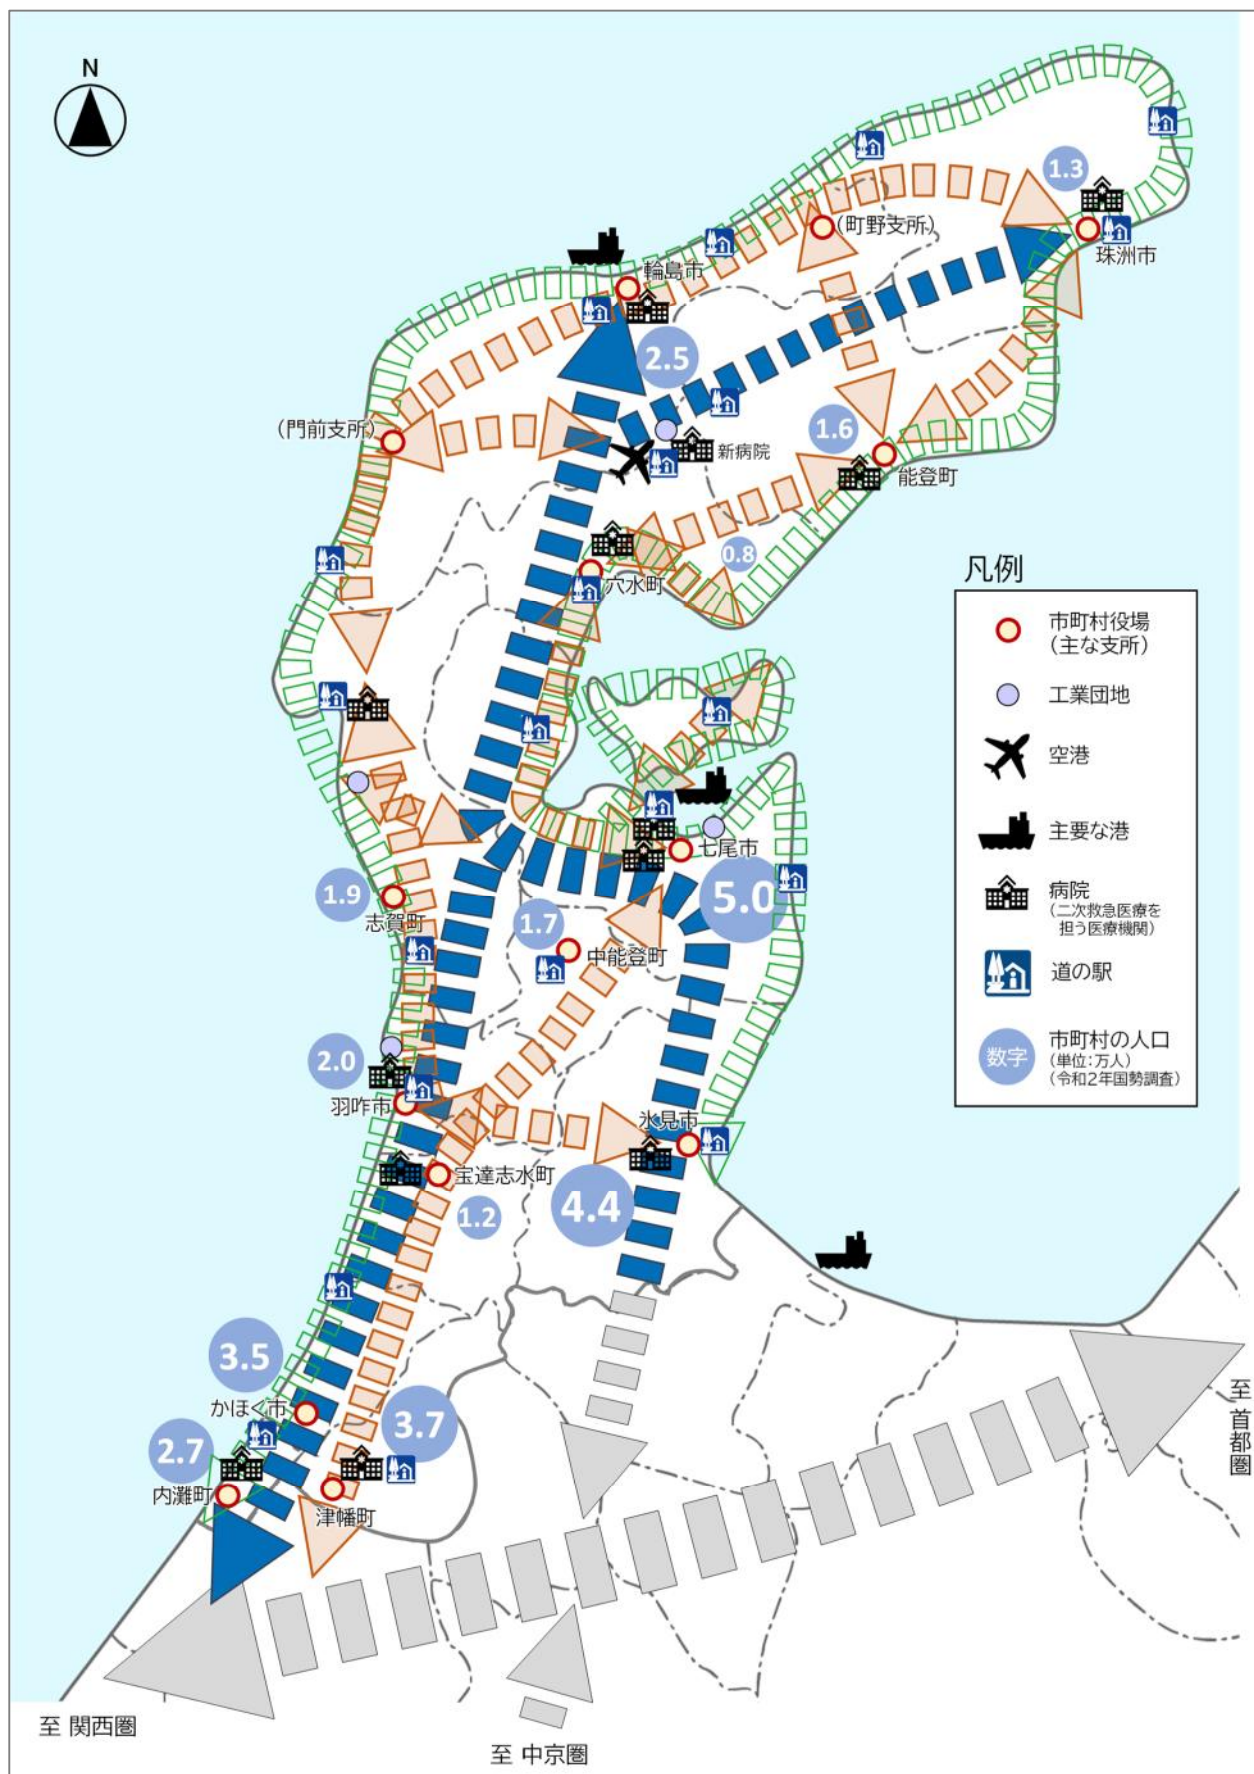 N
1.3
(町野支所)
珠洲市
輪島市
2.5
(門前支所)
1.6
新病院
能登町
0.8
穴水町
凡例
市町村役場
(主な支所)
工業団地
空港
主要な港
病院
(二次救急医療を
担う医療機関)
道の駅
数字
市町村の人口
(単位:万人)
(令和2年国勢調査)
七尾市
5.0
1.9
志賀町
1.7
中能登町
2.0
羽咋市
氷見市
宝達志水町
1.2
4.4
3.5
かほく市
3.7
2.7
内灘町
津幡町
至 首都圏
至 関西圏
至 中京圏